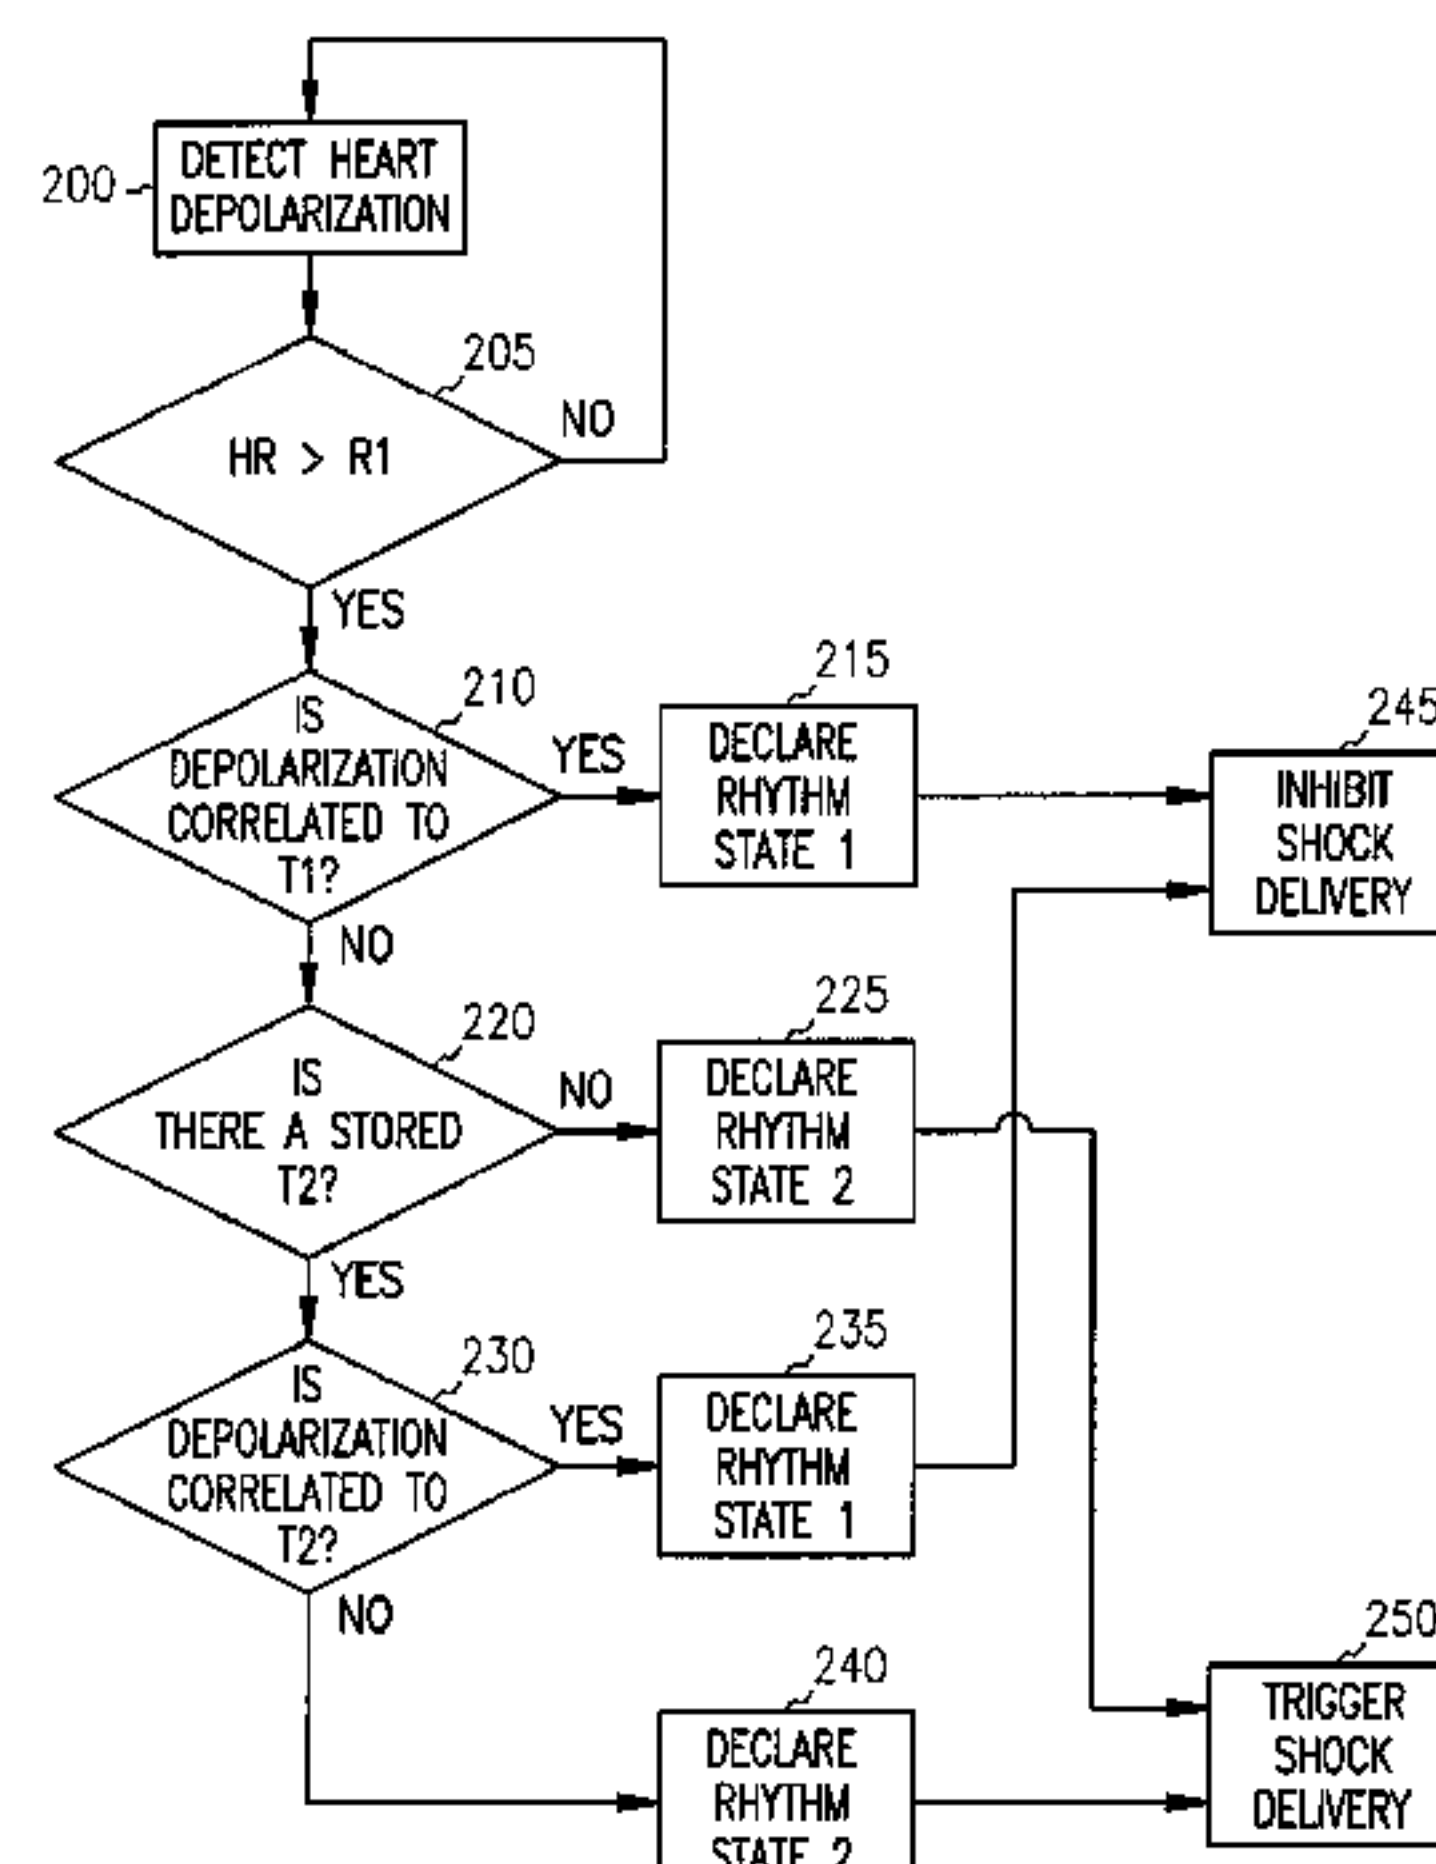 200
DETECT HEART
DEPOLARIZATION
205
HR > R1
NO
YES
210
IS
DEPOLARIZATION
CORRELATED TO
T1?
YES
NO
215
DECLARE
RHYTHM
STATE 1
245
INHIBIT
SHOCK
DELIVERY
220
IS
THERE A STORED
T2?
NO
YES
225
DECLARE
RHYTHM
STATE 2
230
IS
DEPOLARIZATION
CORRELATED TO
T2?
YES
NO
235
DECLARE
RHYTHM
STATE 1
240
DECLARE
RHYTHM
STATE 2
250
TRIGGER
SHOCK
DELIVERY